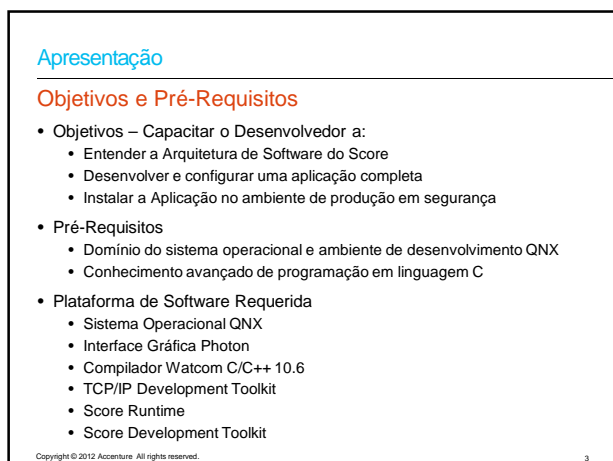 Apresentação
Objetivos e Pré-Requisitos
• Objetivos – Capacitar o Desenvolvedor a:
• Entender a Arquitetura de Software do Score
• Desenvolver e configurar uma aplicação completa
• Instalar a Aplicação no ambiente de produção em segurança
• Pré-Requisitos
• Domínio do sistema operacional e ambiente de desenvolvimento QNX
• Conhecimento avançado de programação em linguagem C
• Plataforma de Software Requerida
• Sistema Operacional QNX
• Interface Gráfica Photon
• Compilador Watcom C/C++ 10.6
• TCP/IP Development Toolkit
• Score Runtime
• Score Development Toolkit
Copyright © 2012 Accenture All rights reserved. 3